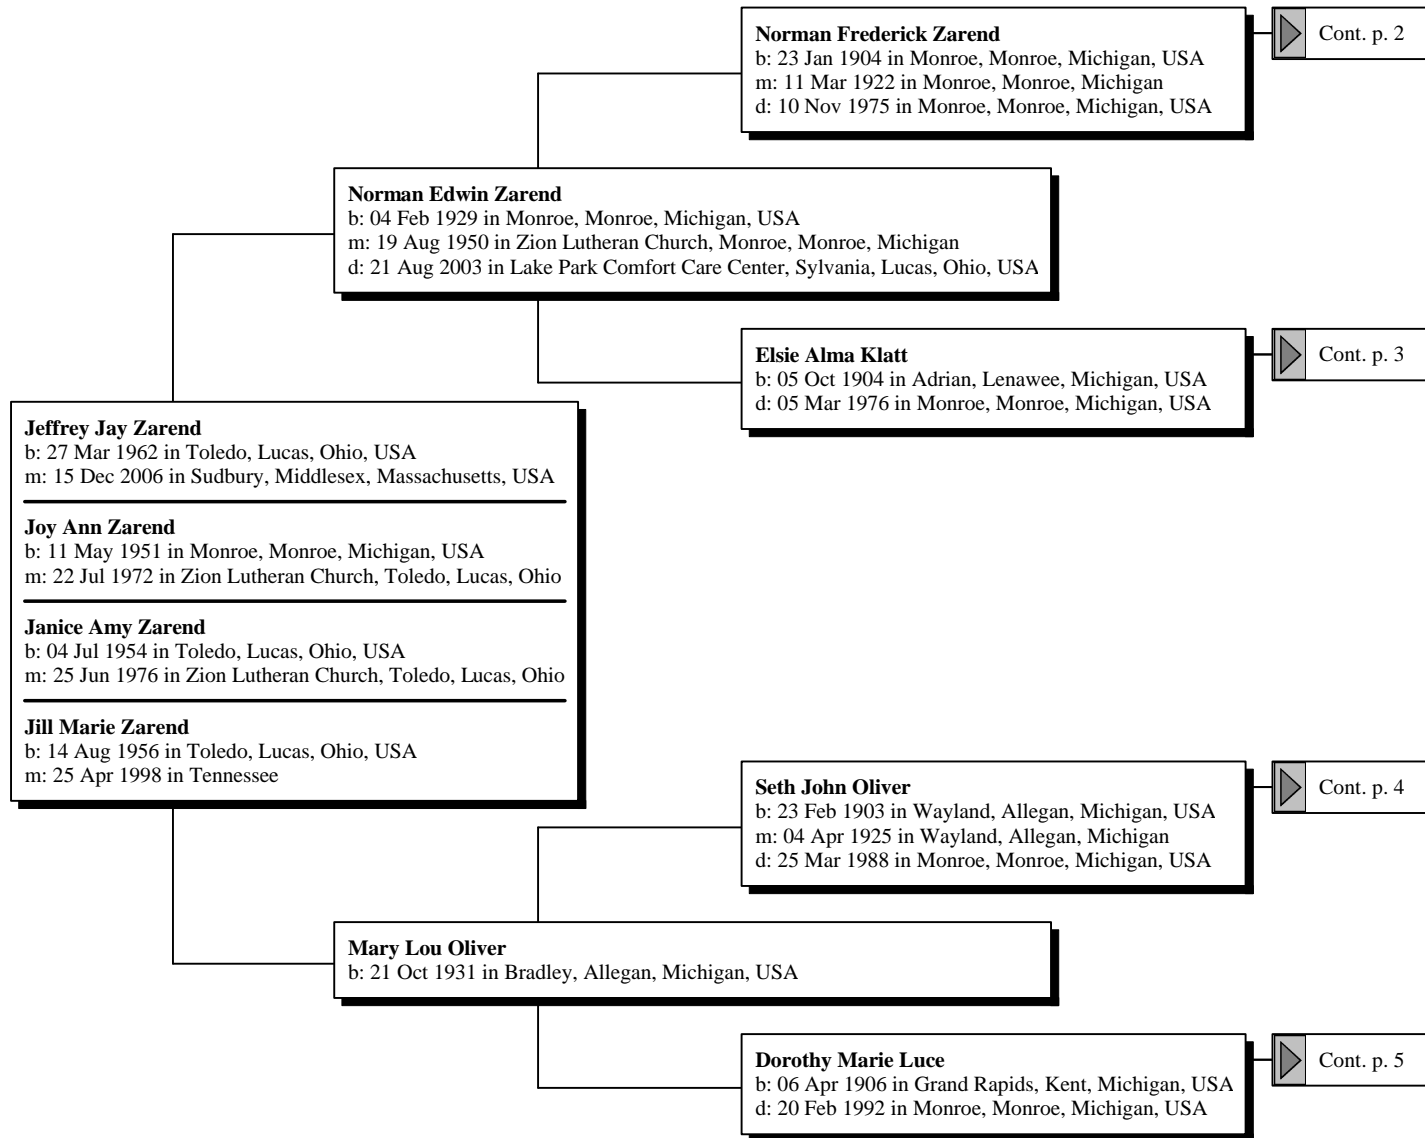 Norman Frederick Zarend
b: 23 Jan 1904 in Monroe, Monroe, Michigan, USA
m: 11 Mar 1922 in Monroe, Monroe, Michigan
d: 10 Nov 1975 in Monroe, Monroe, Michigan, USA
Cont. p. 2
Norman Edwin Zarend
b: 04 Feb 1929 in Monroe, Monroe, Michigan, USA
m: 19 Aug 1950 in Zion Lutheran Church, Monroe, Monroe, Michigan
d: 21 Aug 2003 in Lake Park Comfort Care Center, Sylvania, Lucas, Ohio, USA
Elsie Alma Klatt
b: 05 Oct 1904 in Adrian, Lenawee, Michigan, USA
d: 05 Mar 1976 in Monroe, Monroe, Michigan, USA
Cont. p. 3
Jeffrey Jay Zarend
b: 27 Mar 1962 in Toledo, Lucas, Ohio, USA
m: 15 Dec 2006 in Sudbury, Middlesex, Massachusetts, USA
Joy Ann Zarend
b: 11 May 1951 in Monroe, Monroe, Michigan, USA
m: 22 Jul 1972 in Zion Lutheran Church, Toledo, Lucas, Ohio
Janice Amy Zarend
b: 04 Jul 1954 in Toledo, Lucas, Ohio, USA
m: 25 Jun 1976 in Zion Lutheran Church, Toledo, Lucas, Ohio
Jill Marie Zarend
b: 14 Aug 1956 in Toledo, Lucas, Ohio, USA
m: 25 Apr 1998 in Tennessee
Seth John Oliver
b: 23 Feb 1903 in Wayland, Allegan, Michigan, USA
m: 04 Apr 1925 in Wayland, Allegan, Michigan
d: 25 Mar 1988 in Monroe, Monroe, Michigan, USA
Cont. p. 4
Mary Lou Oliver
b: 21 Oct 1931 in Bradley, Allegan, Michigan, USA
Dorothy Marie Luce
b: 06 Apr 1906 in Grand Rapids, Kent, Michigan, USA
d: 20 Feb 1992 in Monroe, Monroe, Michigan, USA
Cont. p. 5